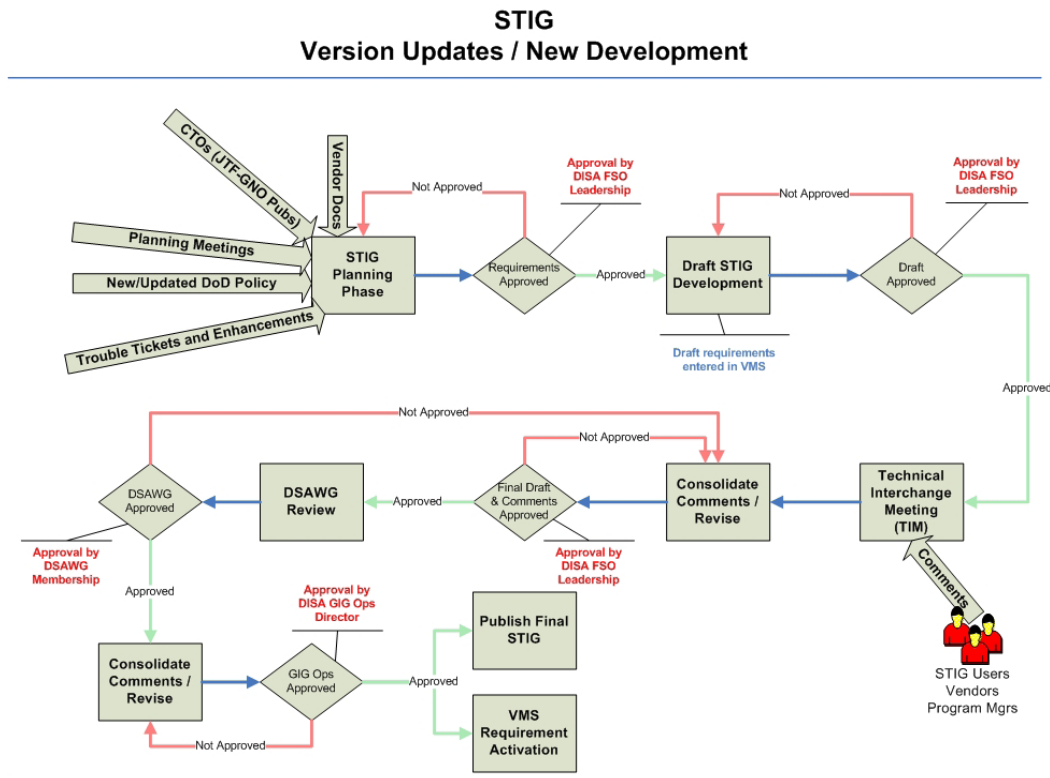 STIG
Version Updates / New Development
CTOs (JTF-GNO Pubs)
Vendor Docs
Planning Meetings
New/Updated DoD Policy
Trouble Tickets and Enhancements
STIG
Planning
Phase
Not Approved
Requirements
Approved
Approval by
DISA FSO
Leadership
Approved
Draft STIG
Development
Draft requirements
entered in VMS
Not Approved
Draft
Approved
Approval by
DISA FSO
Leadership
Approved
Technical
Interchange
Meeting
(TIM)
Comments
STIG Users
Vendors
Program Mgrs
Consolidate
Comments /
Revise
Not Approved
Final Draft
& Comments
Approved
Approval by
DISA FSO
Leadership
Approved
DSAWG
Review
Not Approved
DSAWG
Approved
Approval by
DSAWG
Membership
Approved
Consolidate
Comments /
Revise
Not Approved
GIG Ops
Approved
Approval by
DISA GIG Ops
Director
Approved
Publish Final
STIG
VMS
Requirement
Activation